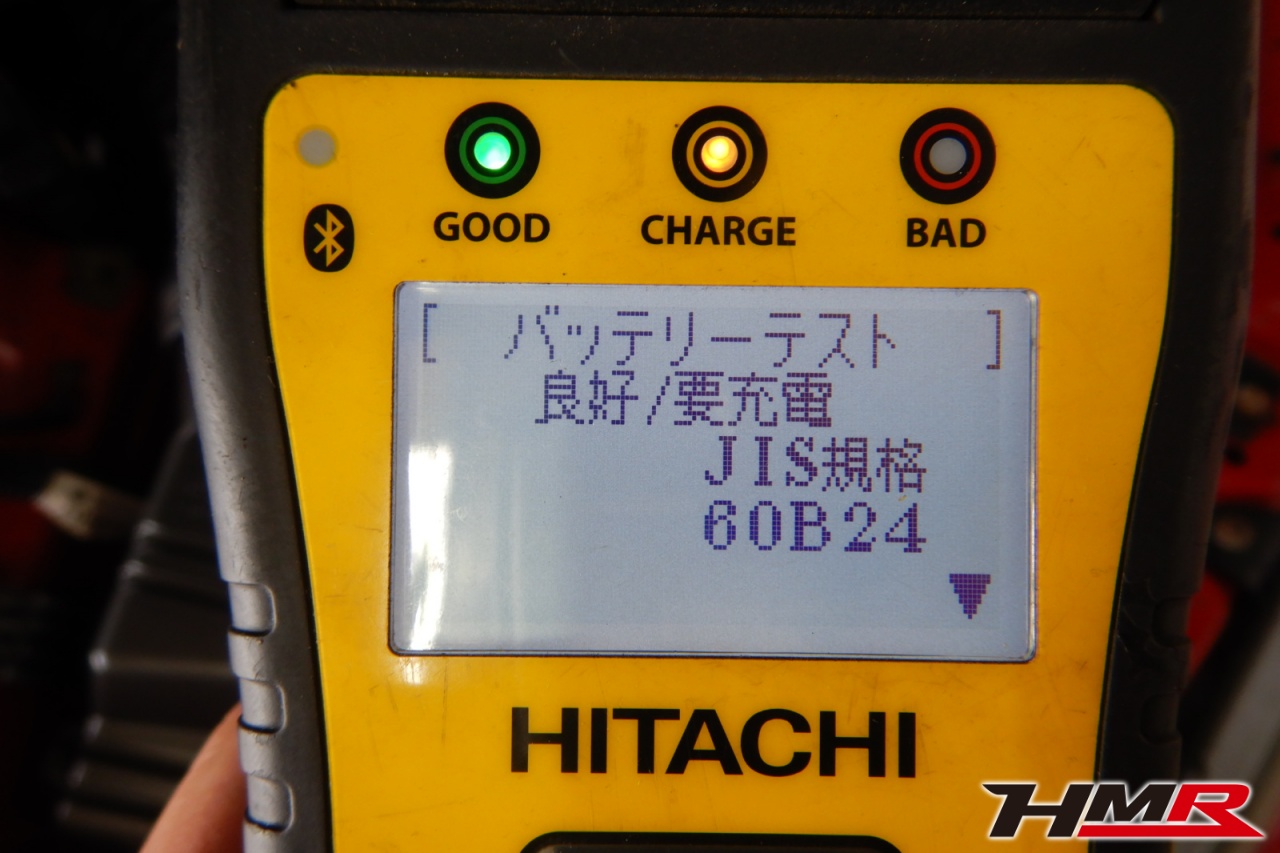 GOOD
CHARGE
BAD
[ バッテリーテスト ]
良好/要充電
JIS規格
60B24
HITACHI
HMR